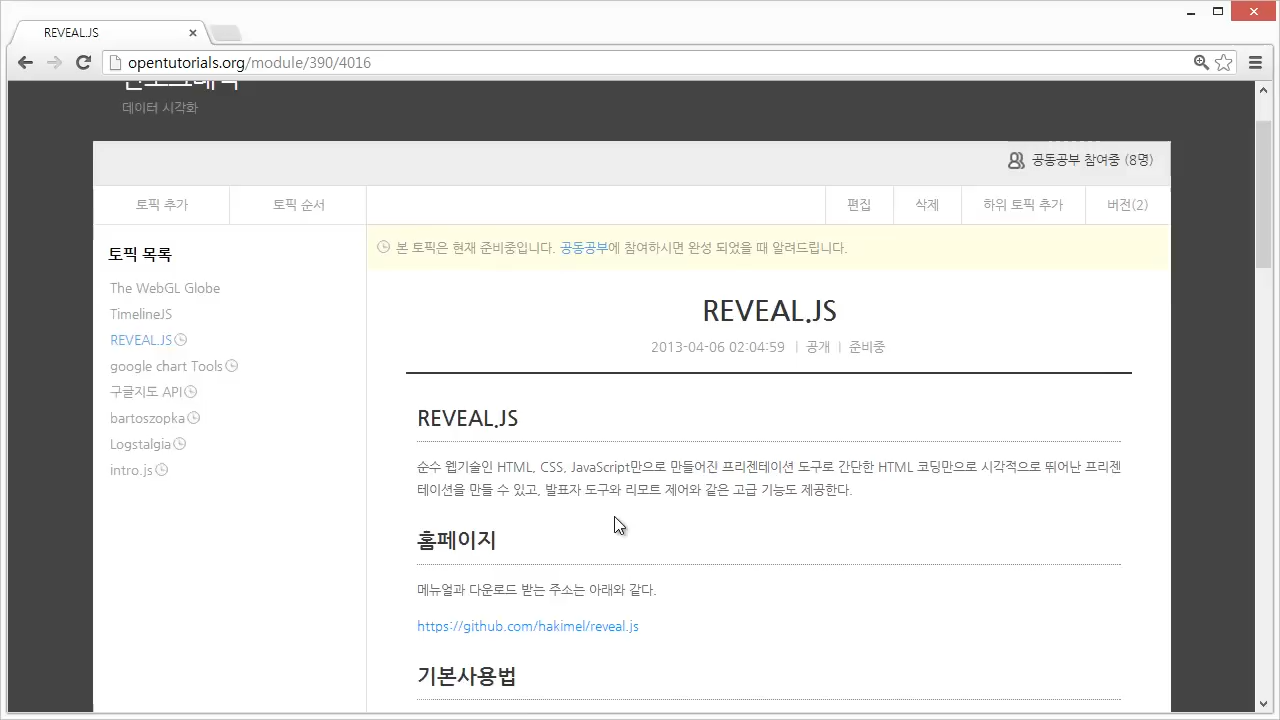 REVEAL.JS
opentutorials.org/module/390/4016
데이터 시각화
공동공부 참여중 (8명)
토픽 추가
토픽 순서
편집
삭제
하위 토픽 추가
버전(2)
토픽 목록
The WebGL Globe
TimelineJS
REVEAL.JS
google chart Tools
구글지도 API
bartoszopka
Logstalgia
intro.js
본 토픽은 현재 준비중입니다. 공동공부에 참여하시면 완성 되었을 때 알려드립니다.
REVEAL.JS
2013-04-06 02:04:59 | 공개 | 준비중
REVEAL.JS
순수 웹기술인 HTML, CSS, JavaScript만으로 만들어진 프리젠테이션 도구로 간단한 HTML 코딩만으로 시각적으로 뛰어난 프리젠
테이션을 만들 수 있고, 발표자 도구와 리모트 제어와 같은 고급 기능도 제공한다.
홈페이지
메뉴얼과 다운로드 받는 주소는 아래와 같다.
https://github.com/hakimel/reveal.js
기본사용법